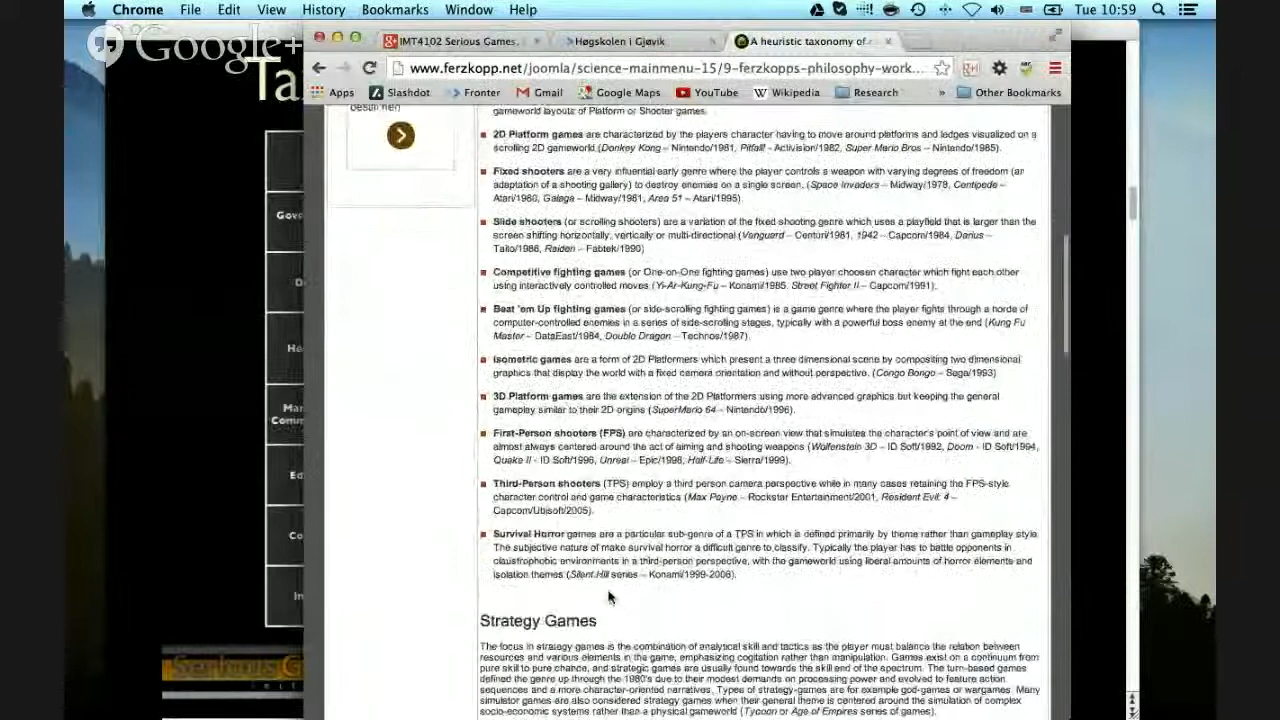 Chrome File Edit View History Bookmarks Window Help Tue 10:59
Google+
Ta
IMT4102 Serious Games, Høgskolen i Gjøvik A heuristic taxonomy of
www.ferzkopp.net/joomla/science-mainmenu-15/9-ferzkopps-philosophy-work...
Apps Slashdot Fronter Gmail Google Maps YouTube Wikipedia Research » Other Bookmarks
gameworld layouts of Platform or Shooter games.
2D Platform games are characterized by the players character having to move around platforms and ledges visualized on a
scrolling 2D gameworld (Donkey Kong – Nintendo/1981, Pitfall! - Activision/1982, Super Mario Bros – Nintendo/1985).
Fixed shooters are a very influential early genre where the player controls a weapon with varying degrees of freedom (an
adaptation of a shooting gallery) to destroy enemies on a single screen. (Space Invaders – Midway/1978, Centipede –
Atari/1980, Galaga – Midway/1981, Area 51 – Atari/1995)
Slide shooters (or scrolling shooters) are a variation of the fixed shooting genre which uses a playfield that is larger than the
screen shifting horizontally, vertically or multi-directional (Vanguard – Centuri/1981, 1942 – Capcom/1984, Darius –
Taito/1986, Raiden – Fabtek/1990)
Competitive fighting games (or One-on-One fighting games) use two player choosen character which fight each other
using interactively controlled moves (Yi-Ar-Kung-Fu – Konami/1985, Street Fighter II – Capcom/1991).
Beat 'em Up fighting games (or side-scrolling fighting games) is a game genre where the player fights through a horde of
computer-controlled enemies in a series of side-scrolling stages, typically with a powerful boss enemy at the end (Kung Fu
Master – DataEast/1984, Double Dragon – Technos/1987).
Isometric games are a form of 2D Platformers which present a three dimensional scene by compositing two dimensional
graphics that display the world with a fixed camera orientation and without perspective. (Congo Bongo – Sega/1993)
3D Platform games are the extension of the 2D Platformers using more advanced graphics but keeping the general
gameplay similar to their 2D origins (SuperMario 64 – Nintendo/1996).
First-Person shooters (FPS) are characterized by an on-screen view that simulates the character's point of view and are
almost always centered around the act of aiming and shooting weapons (Wolfenstein 3D – ID Soft/1992, Doom - ID Soft/1994,
Quake II - ID Soft/1996, Unreal – Epic/1998, Half-Life – Sierra/1999).
Third-Person shooters (TPS) employ a third person camera perspective while in many cases retaining the FPS-style
character control and game characteristics (Max Payne – Rockstar Entertainment/2001, Resident Evil: 4 –
Capcom/Ubisoft/2005).
Survival Horror games are a particular sub-genre of a TPS in which is defined primarily by theme rather than gameplay style
The subjective nature of make survival horror a difficult genre to classify. Typically the player has to battle opponents in
claustrophobic environments in a third-person perspective, with the gameworld using liberal amounts of horror elements and
isolation themes (Silent Hill series – Konami/1999-2006).
Strategy Games
The focus in strategy games is the combination of analytical skill and tactics as the player must balance the relation between
resources and various elements in the game, emphasizing cogitation rather than manipulation. Games exist on a continuum from
pure skill to pure chance, and strategic games are usually found towards the skill end of the spectrum. The turn-based games
defined the genre up through the 1980's due to their modest demands on processing power and evolved to feature action
sequences and a more character-oriented narratives. Types of strategy-games are for example god-games or wargames. Many
simulator games are also considered strategy games when their general theme is centered around the simulation of complex
socio-economic systems rather than a physical gameworld (Tycoon or Age of Empires series of games).
Gove
Mar
Comm
Ed
Co
Serious G